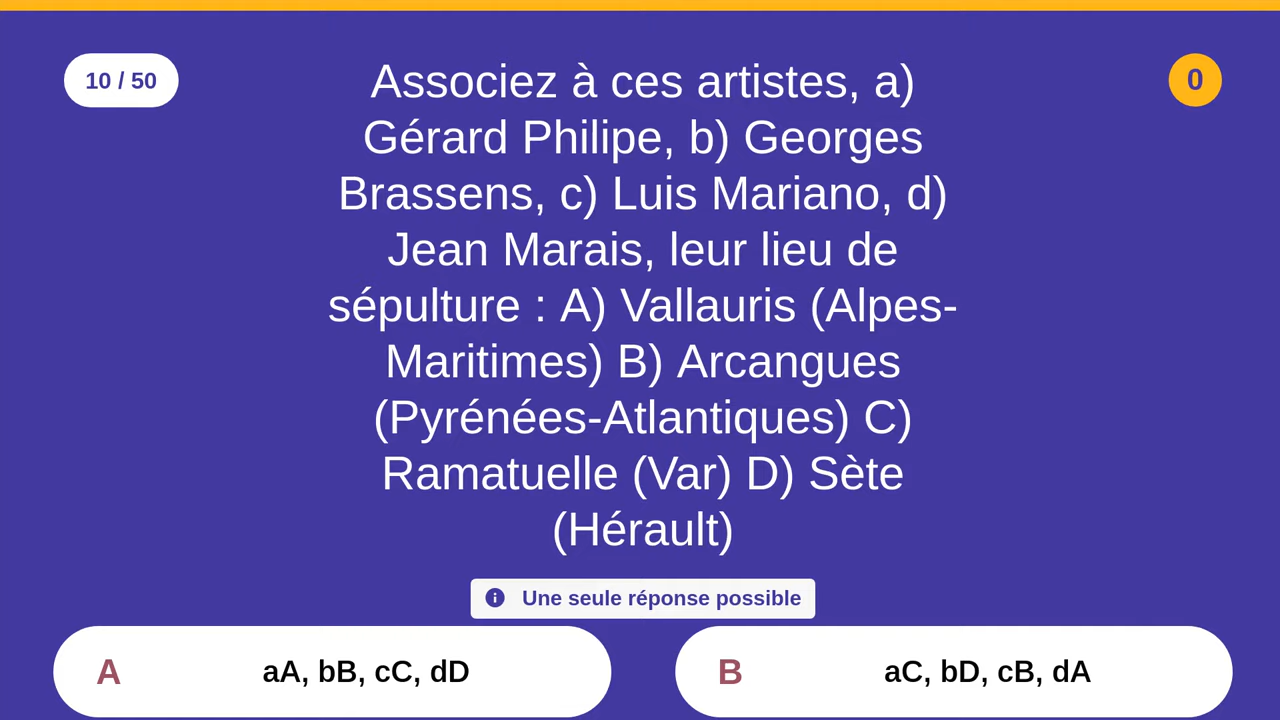 10 / 50
0
Associez à ces artistes, a)
Gérard Philipe, b) Georges
Brassens, c) Luis Mariano, d)
Jean Marais, leur lieu de
sépulture : A) Vallauris (Alpes-
Maritimes) B) Arcangues
(Pyrénées-Atlantiques) C)
Ramatuelle (Var) D) Sète
(Hérault)
Une seule réponse possible
A aA, bB, cC, dD
B aC, bD, cB, dA